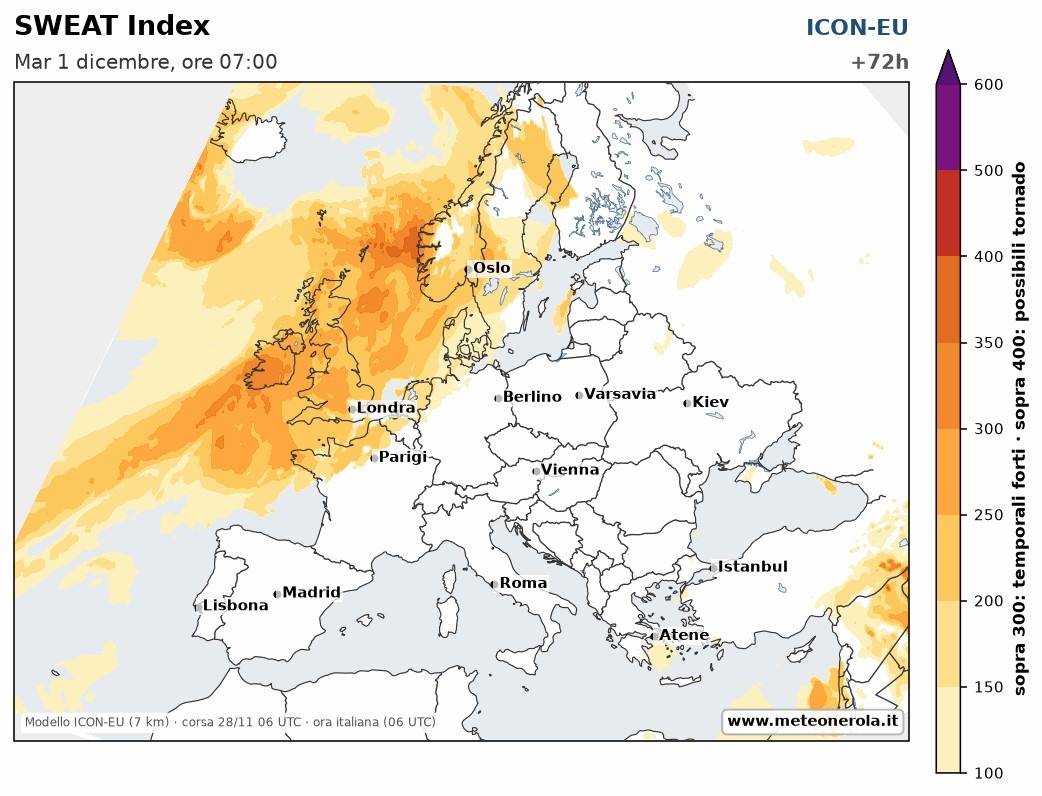 SWEAT Index
ICON-EU
Mar 1 dicembre, ore 07:00
+72h
600
500
400
350
300
250
200
150
100
sopra 300: temporali forti · sopra 400: possibili tornado
Oslo
Berlino
Varsavia
Kiev
Londra
Parigi
Vienna
Istanbul
Roma
Madrid
Lisbona
Atene
Modello ICON-EU (7 km) · corsa 28/11 06 UTC · ora italiana (06 UTC)
www.meteonerola.it